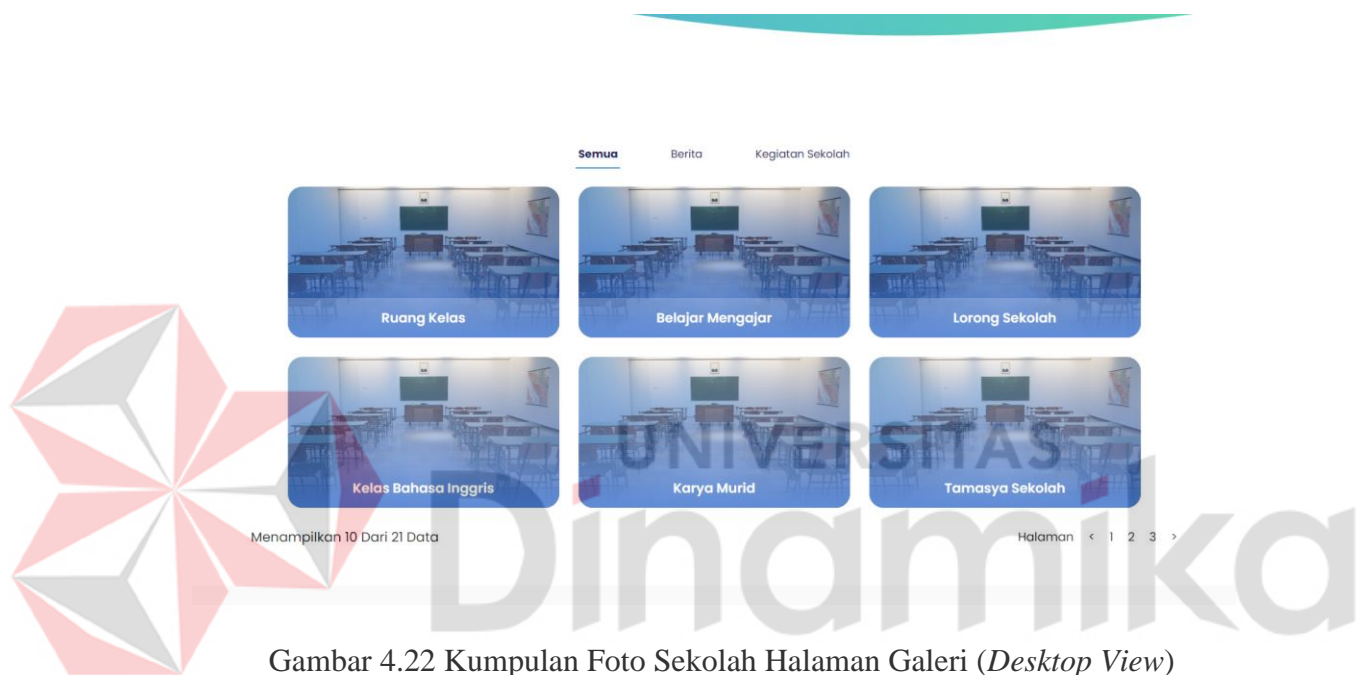 Semua Berita Kegiatan Sekolah
Ruang Kelas Belajar Mengajar Lorong Sekolah
Kelas Bahasa Inggris Karya Murid Tamasya Sekolah
UNIVERSITAS
Dinamika
Menampilkan 10 Dari 21 Data Halaman < 1 2 3 >
Gambar 4.22 Kumpulan Foto Sekolah Halaman Galeri (Desktop View)